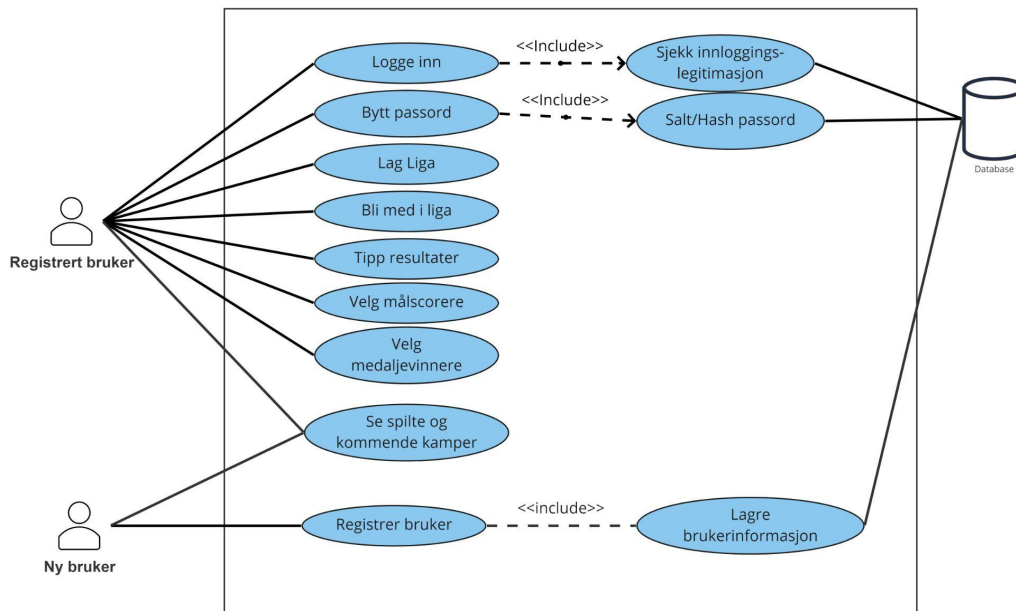 Logge inn
<<Include>>
Sjekk innloggings-
legitimasjon
Bytt passord
<<Include>>
Salt/Hash passord
Database
Lag Liga
Bli med i liga
Registrert bruker
Tipp resultater
Velg målscorere
Velg
medaljevinnere
Se spilte og
kommende kamper
Ny bruker
Registrer bruker
<<include>>
Lagre
brukerinformasjon